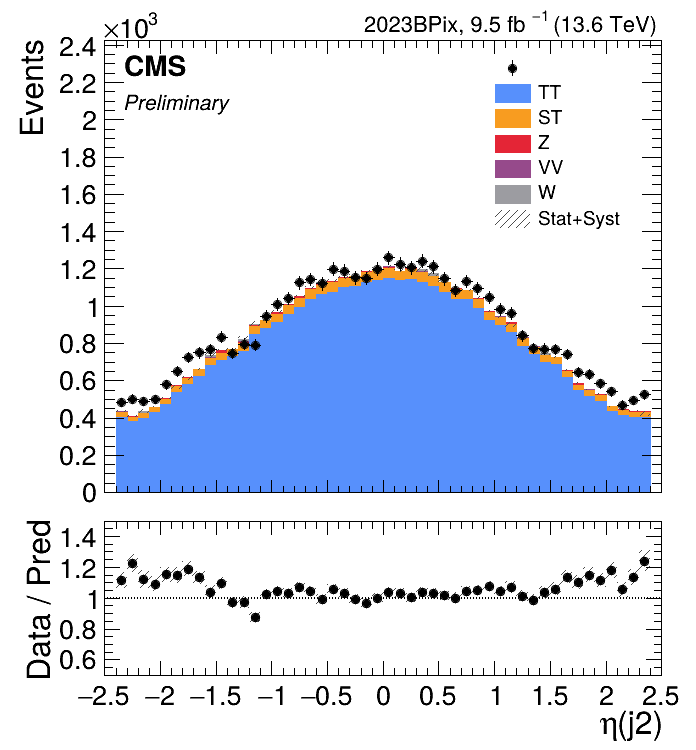 ×10³
2023BPix, 9.5 fb⁻¹ (13.6 TeV)
Events
CMS
Preliminary
TT
ST
Z
VV
W
Stat+Syst
2.4
2.2
2
1.8
1.6
1.4
1.2
1
0.8
0.6
0.4
0.2
0
Data / Pred
1.4
1.2
1
0.8
0.6
−2.5 −2 −1.5 −1 −0.5 0 0.5 1 1.5 2 2.5
η(j2)